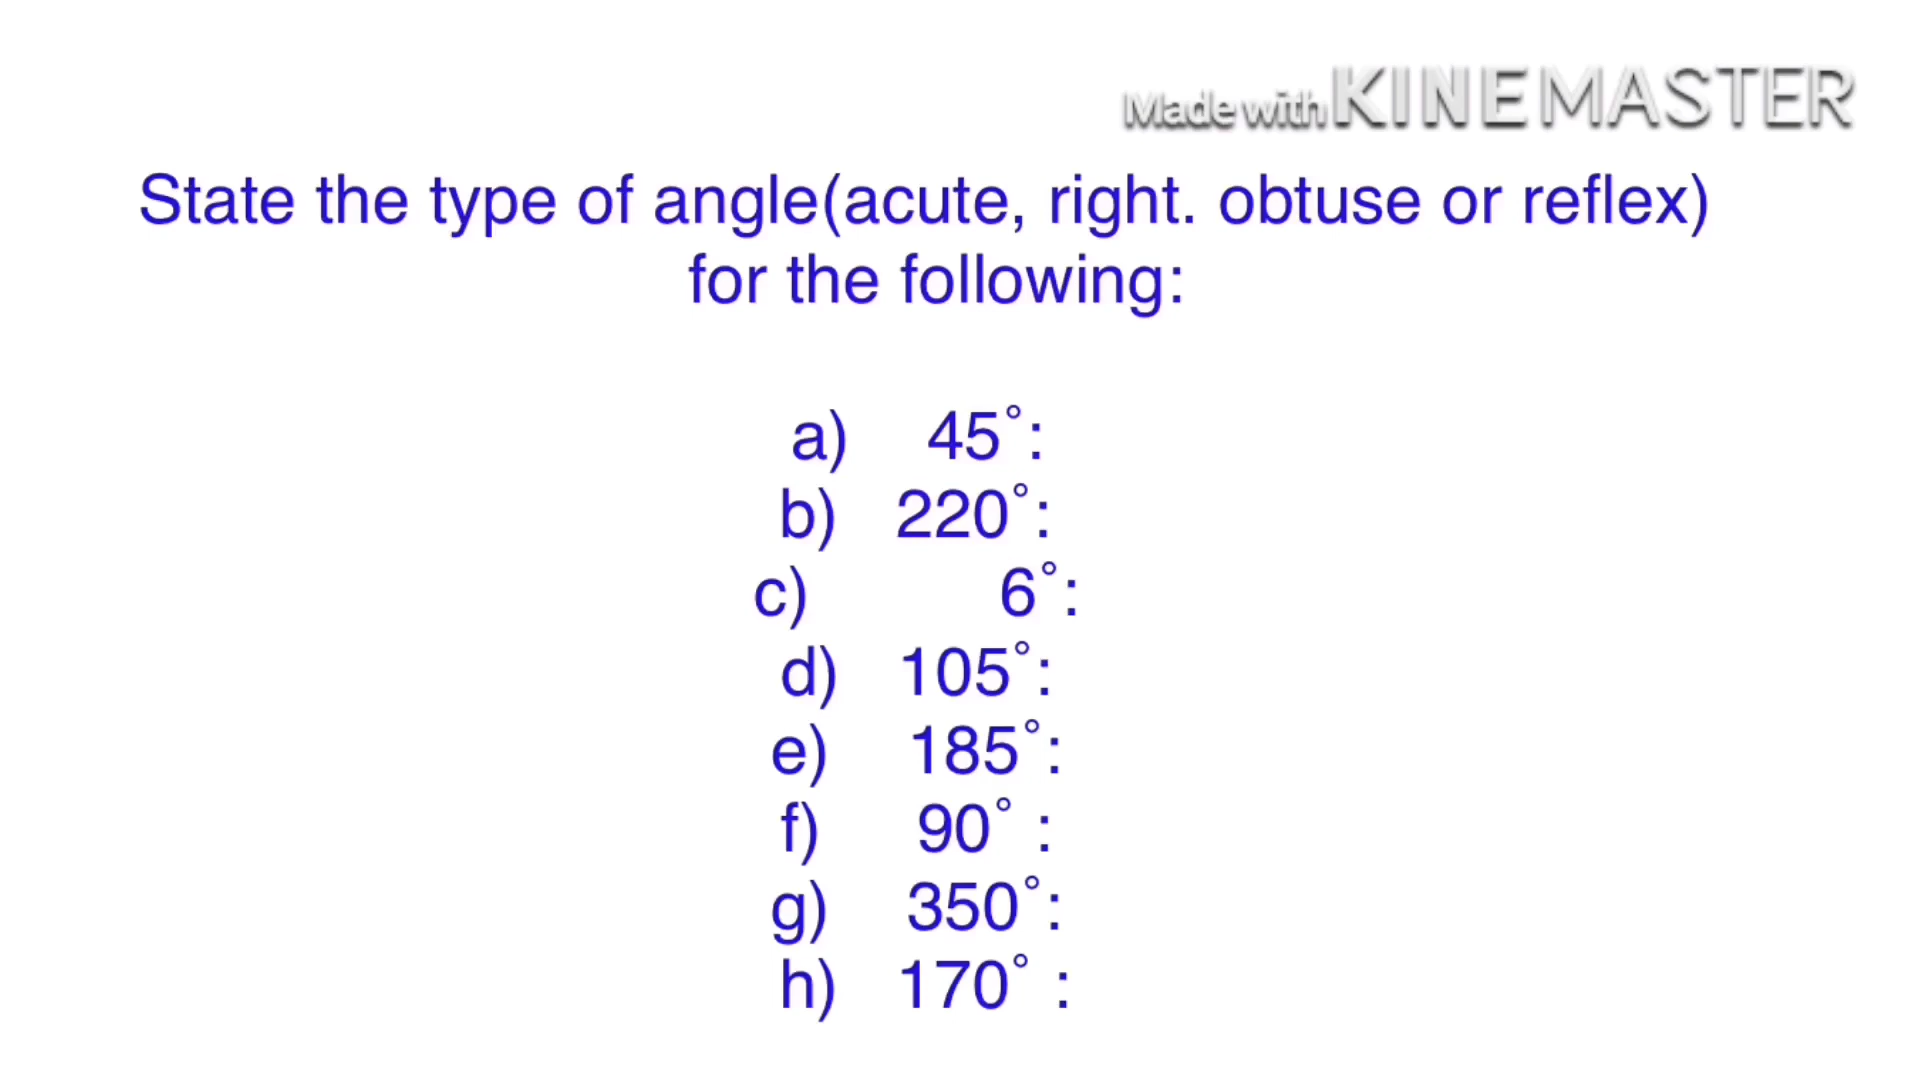 Made with KINEMASTER
State the type of angle(acute, right. obtuse or reflex)
for the following:
a) 45°:
b) 220°:
c) 6°:
d) 105°:
e) 185°:
f) 90° :
g) 350°:
h) 170° :